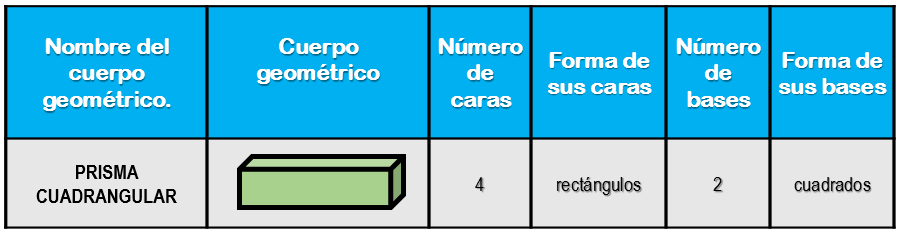 Nombre del
cuerpo
geométrico.
Cuerpo
geométrico
Número
de
caras
Forma de
sus caras
Número
de
bases
Forma de
sus bases
PRISMA
CUADRANGULAR
4
rectángulos
2
cuadrados